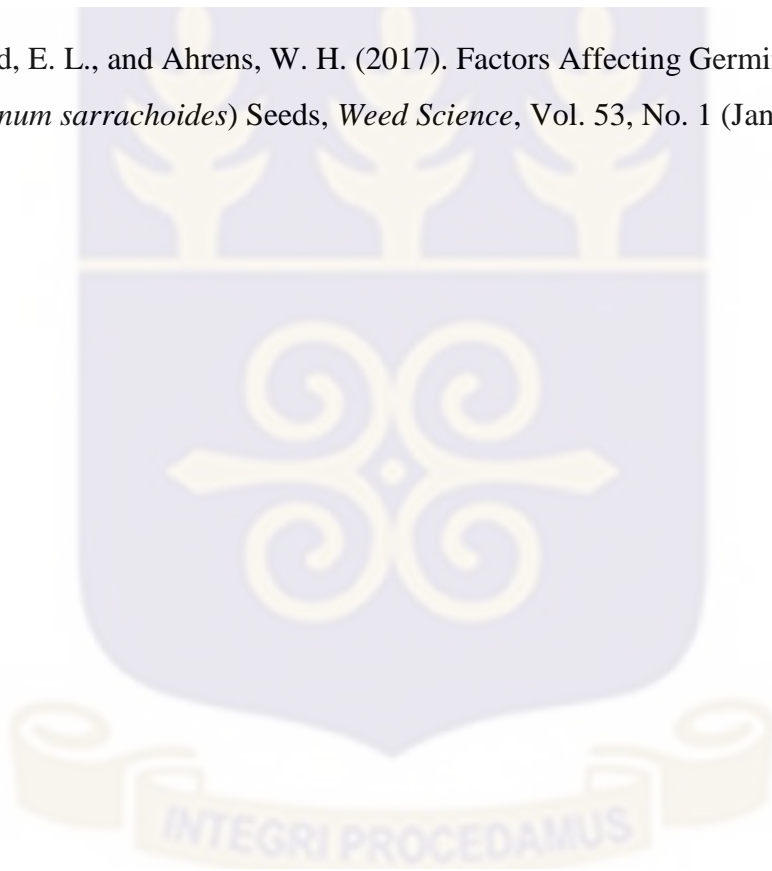 d, E. L., and Ahrens, W. H. (2017). Factors Affecting Germi
num sarrachoides) Seeds, Weed Science, Vol. 53, No. 1 (Jan
INTEGRI PROCEDAMUS